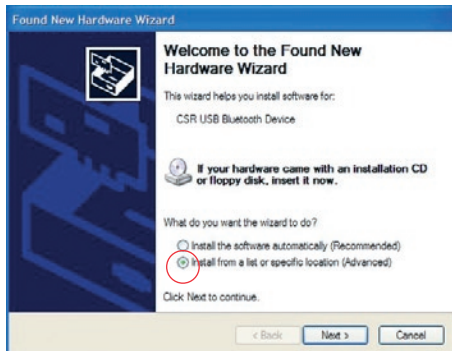 Found New Hardware Wizard
Welcome to the Found New
Hardware Wizard
This wizard helps you install software for:
CSR USB Bluetooth Device
If your hardware came with an installation CD
or floppy disk, insert it now.
What do you want the wizard to do?
Install the software automatically (Recommended)
Install from a list or specific location (Advanced)
Click Next to continue.
< Back
Next >
Cancel